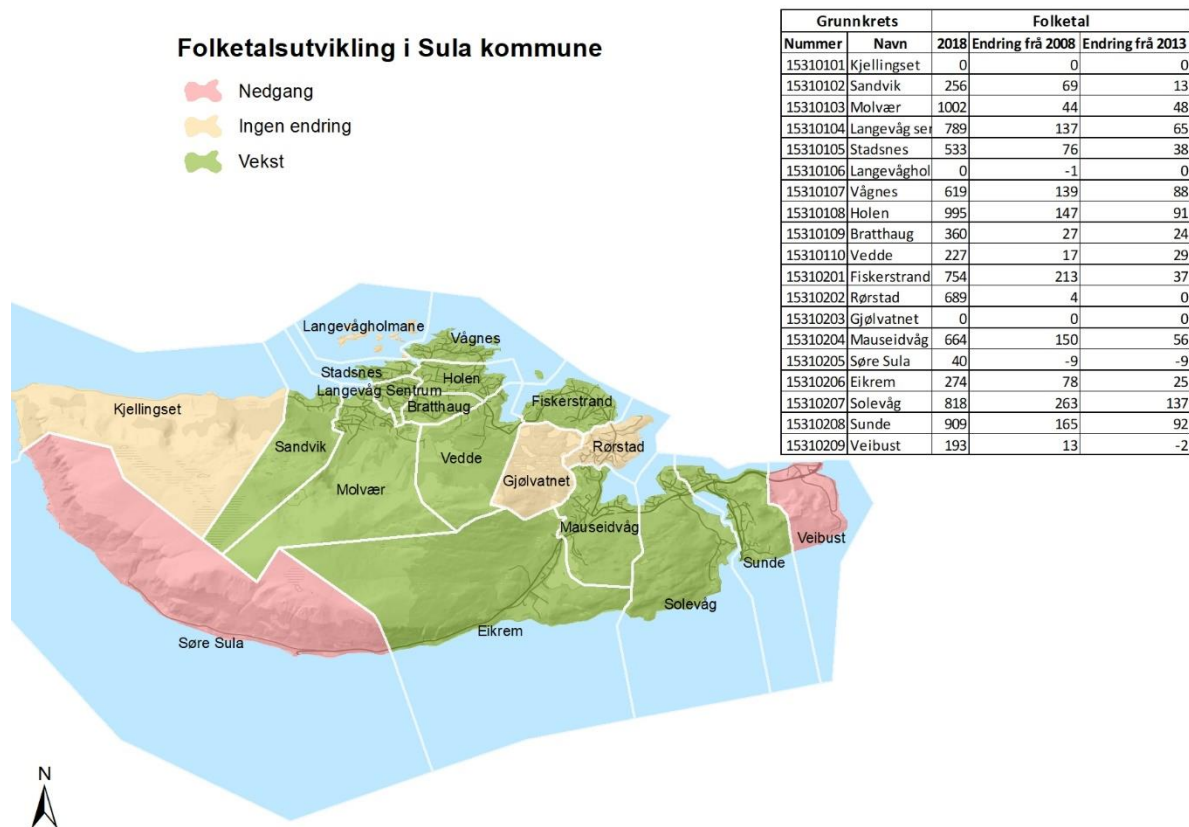 Folketalsutvikling i Sula kommune
Nedgang
Ingen endring
Vekst
Grunnkrets Folketal
Nummer Navn 2018 Endring frå 2008 Endring frå 2013
15310101 Kjellingset 0 0 0
15310102 Sandvik 256 69 13
15310103 Molvær 1002 44 48
15310104 Langevåg ser 789 137 65
15310105 Stadsnes 533 76 38
15310106 Langevåghol 0 -1 0
15310107 Vågnes 619 139 88
15310108 Holen 995 147 91
15310109 Bratthaug 360 27 24
15310110 Vedde 227 17 29
15310201 Fiskerstrand 754 213 37
15310202 Rørstad 689 4 0
15310203 Gjølvatnet 0 0 0
15310204 Mauseidvåg 664 150 56
15310205 Søre Sula 40 -9 -9
15310206 Eikrem 274 78 25
15310207 Solevåg 818 263 137
15310208 Sunde 909 165 92
15310209 Veibust 193 13 -2
Langevågholmane
Vågnes
Stadsnes
Holen
Langevåg Sentrum
Bratthaug
Fiskerstrand
Kjellingset
Sandvik
Vedde
Rørstad
Gjølvatnet
Molvær
Mauseidvåg
Veibust
Sunde
Solevåg
Eikrem
Søre Sula
N